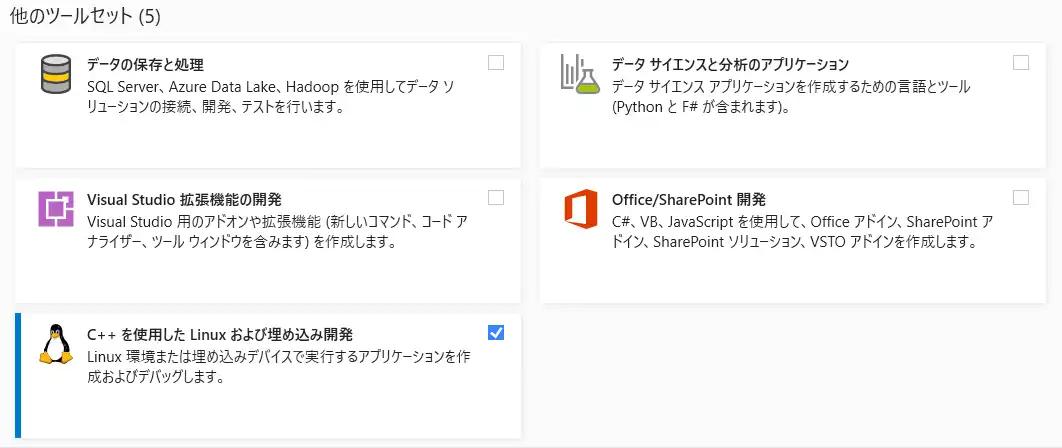 他のツールセット (5)
データの保存と処理
SQL Server、Azure Data Lake、Hadoop を使用してデータ ソ
リューションの接続、開発、テストを行います。
データ サイエンスと分析のアプリケーション
データ サイエンス アプリケーションを作成するための言語とツール
(Python と F# が含まれます)。
Visual Studio 拡張機能の開発
Visual Studio 用のアドオンや拡張機能 (新しいコマンド、コード ア
ナライザー、ツール ウィンドウを含みます) を作成します。
Office/SharePoint 開発
C#、VB、JavaScript を使用して、Office アドイン、SharePoint ア
ドイン、SharePoint ソリューション、VSTO アドインを作成します。
C++ を使用した Linux および埋め込み開発
Linux 環境または埋め込みデバイスで実行するアプリケーションを作
成およびデバッグします。